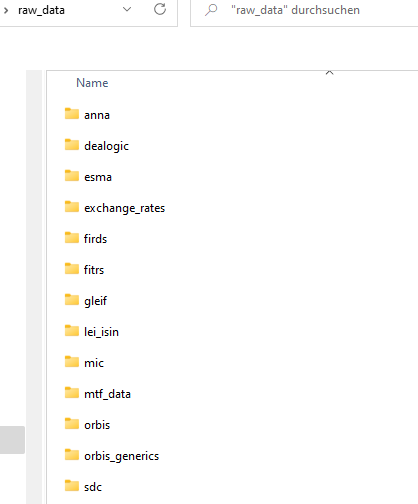 raw_data
"raw_data" durchsuchen
Name
anna
dealogic
esma
exchange_rates
firds
fitrs
gleif
lei_isin
mic
mtf_data
orbis
orbis_generics
sdc